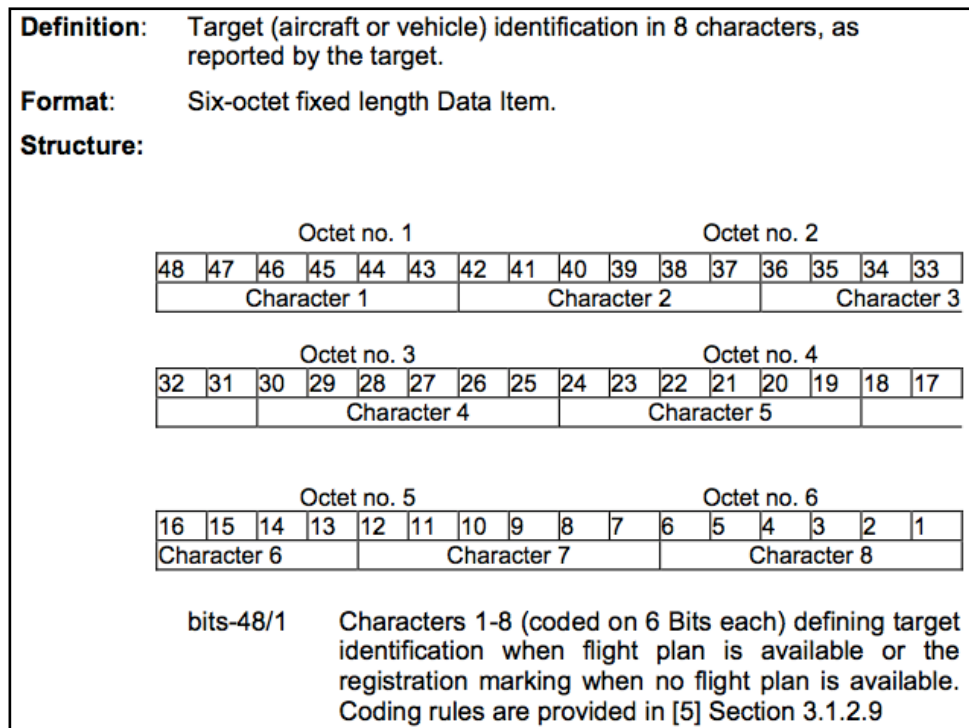 Definition: Target (aircraft or vehicle) identification in 8 characters, as
reported by the target.
Format: Six-octet fixed length Data Item.
Structure:
Octet no. 1 Octet no. 2
48 47 46 45 44 43 42 41 40 39 38 37 36 35 34 33
Character 1 Character 2 Character 3
Octet no. 3 Octet no. 4
32 31 30 29 28 27 26 25 24 23 22 21 20 19 18 17
Character 4 Character 5
Octet no. 5 Octet no. 6
16 15 14 13 12 11 10 9 8 7 6 5 4 3 2 1
Character 6 Character 7 Character 8
bits-48/1 Characters 1-8 (coded on 6 Bits each) defining target
identification when flight plan is available or the
registration marking when no flight plan is available.
Coding rules are provided in [5] Section 3.1.2.9